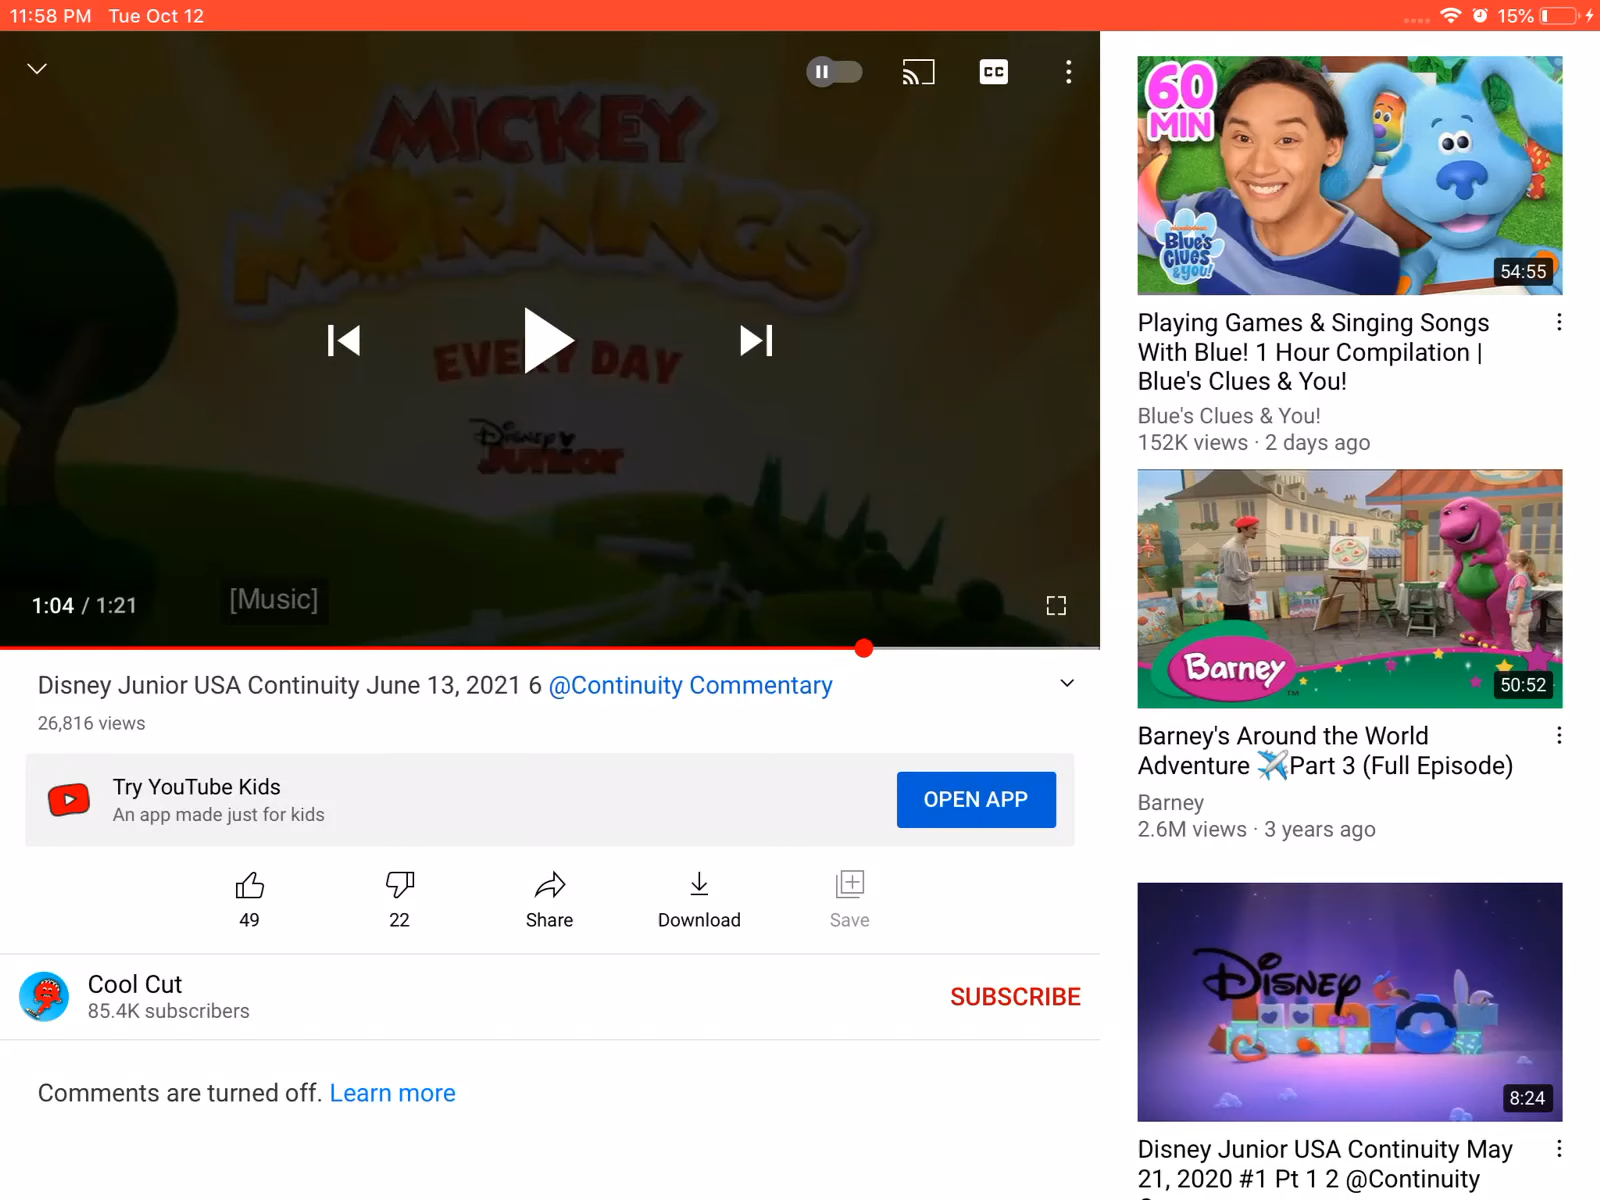 11:58 PM Tue Oct 12
15%
MICKEY
MORNINGS
EVERY DAY
Disney
Junior
CC
[Music]
1:04 / 1:21
Disney Junior USA Continuity June 13, 2021 6 @Continuity Commentary
26,816 views
Try YouTube Kids
An app made just for kids
OPEN APP
49
22
Share
Download
Save
Cool Cut
85.4K subscribers
SUBSCRIBE
Comments are turned off. Learn more
60
MIN
nickelodeon
Blue's
Clues
& YOU!
54:55
Playing Games & Singing Songs
With Blue! 1 Hour Compilation |
Blue's Clues & You!
Blue's Clues & You!
152K views · 2 days ago
Barney
TM
50:52
Barney's Around the World
Adventure ✈️Part 3 (Full Episode)
Barney
2.6M views · 3 years ago
Disney
8:24
Disney Junior USA Continuity May
21, 2020 #1 Pt 1 2 @Continuity